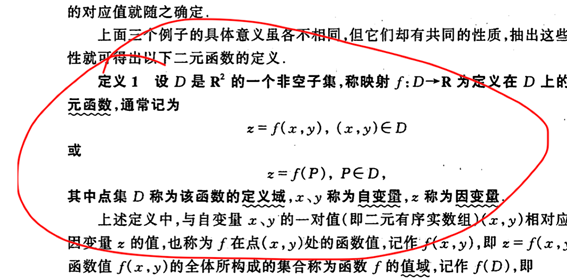 的对应值就随之确定.
上面三个例子的具体意义虽各不相同,但它们却有共同的性质,抽出这些
性就可得出以下二元函数的定义.
定义1 设 D 是 R² 的一个非空子集,称映射 f:D→R 为定义在 D 上的
元函数,通常记为
z=f(x,y), (x,y)∈D
或
z=f(P), P∈D,
其中点集 D 称为该函数的定义域,x、y 称为自变量,z 称为因变量.
上述定义中,与自变量 x、y 的一对值(即二元有序实数组)(x,y)相对应
因变量 z 的值,也称为 f 在点(x,y)处的函数值,记作 f(x,y),即 z=f(x,y
函数值 f(x,y)的全体所构成的集合称为函数 f 的值域,记作 f(D),即